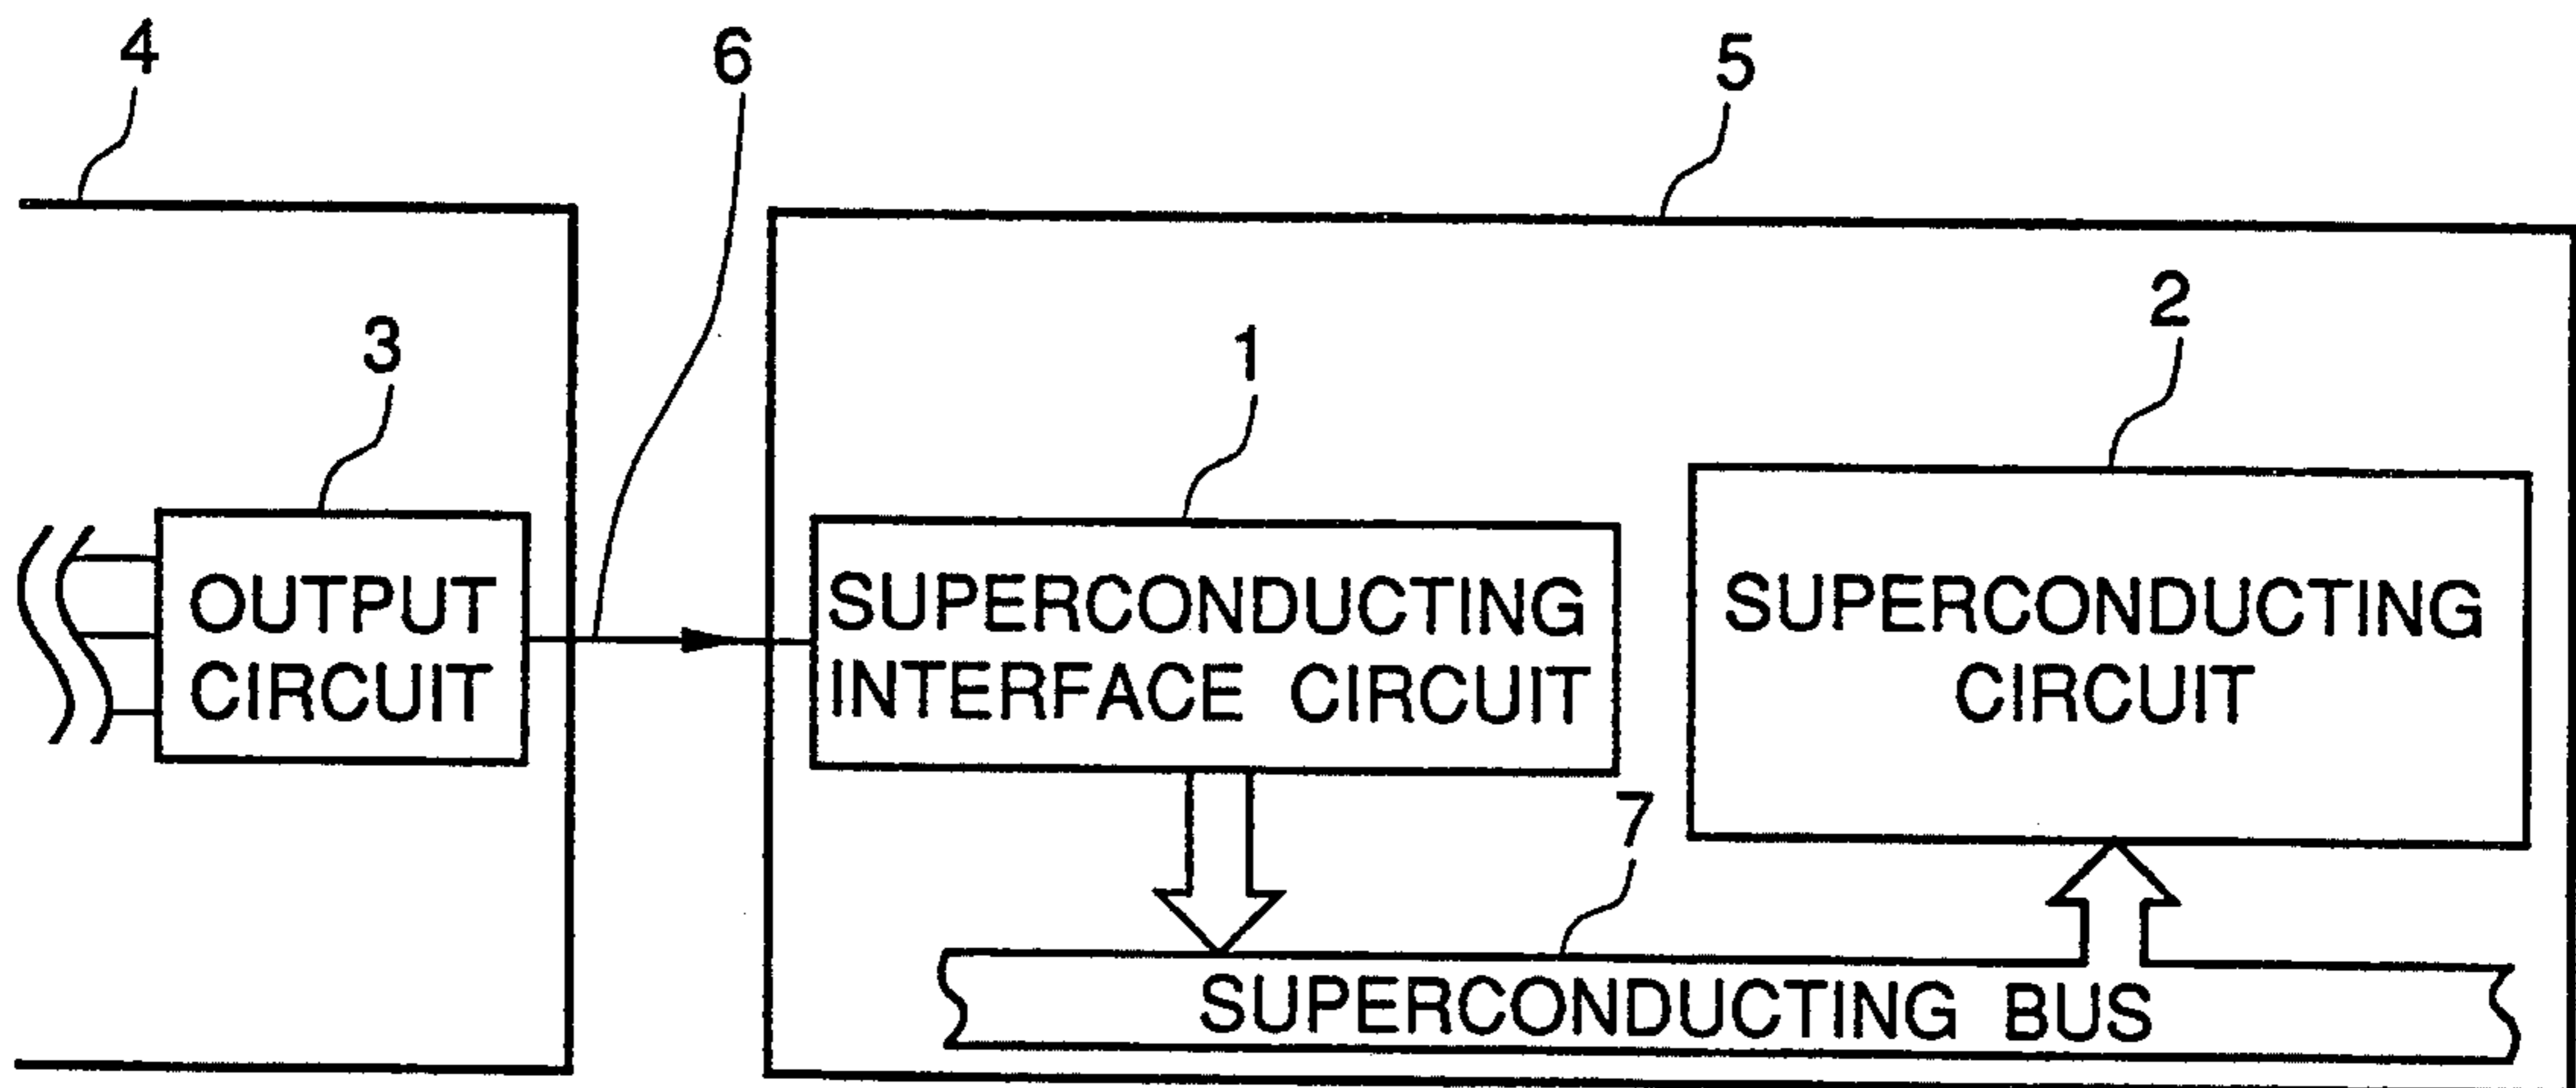 4
6
5
3
1
2
OUTPUT
CIRCUIT
SUPERCONDUCTING
INTERFACE CIRCUIT
SUPERCONDUCTING
CIRCUIT
7
SUPERCONDUCTING BUS